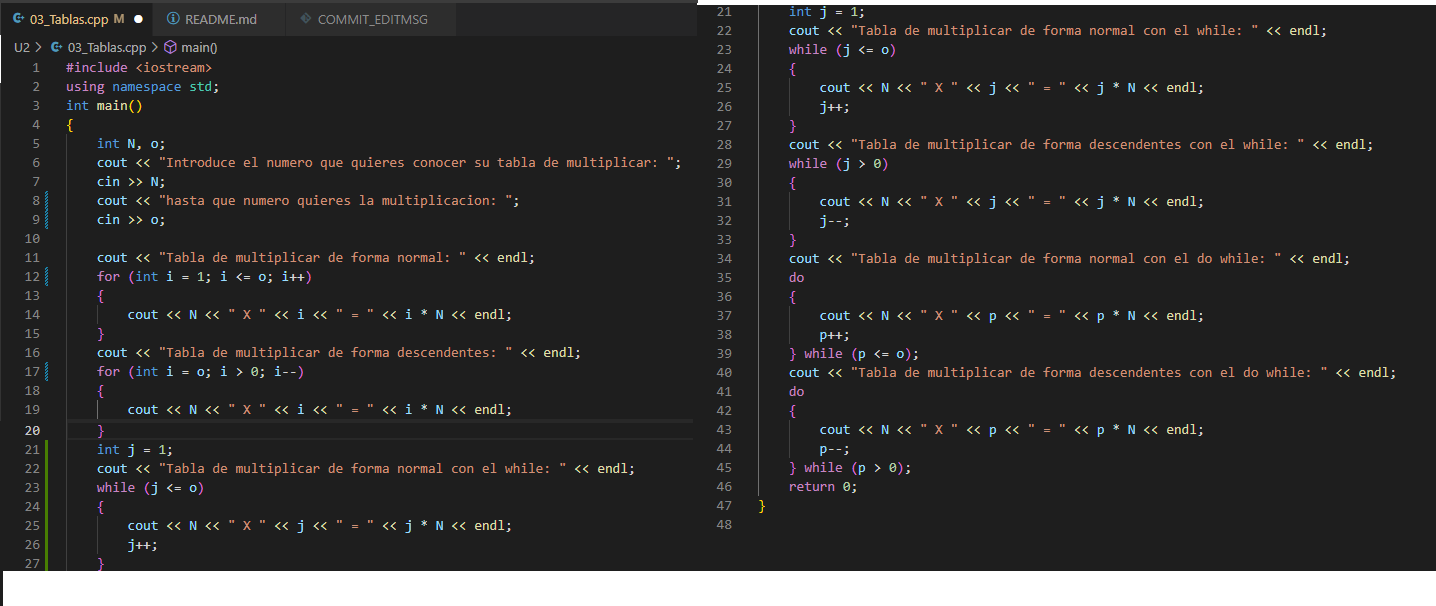 03_Tablas.cpp M README.md COMMIT_EDITMSG
U2 > 03_Tablas.cpp > main()
1 #include <iostream>
2 using namespace std;
3 int main()
4 {
5 int N, o;
6 cout << "Introduce el numero que quieres conocer su tabla de multiplicar: ";
7 cin >> N;
8 cout << "hasta que numero quieres la multiplicacion: ";
9 cin >> o;
10
11 cout << "Tabla de multiplicar de forma normal: " << endl;
12 for (int i = 1; i <= o; i++)
13 {
14 cout << N << " X " << i << " = " << i * N << endl;
15 }
16 cout << "Tabla de multiplicar de forma descendentes: " << endl;
17 for (int i = o; i > 0; i--)
18 {
19 cout << N << " X " << i << " = " << i * N << endl;
20 }
21 int j = 1;
22 cout << "Tabla de multiplicar de forma normal con el while: " << endl;
23 while (j <= o)
24 {
25 cout << N << " X " << j << " = " << j * N << endl;
26 j++;
27 }
21 int j = 1;
22 cout << "Tabla de multiplicar de forma normal con el while: " << endl;
23 while (j <= o)
24 {
25 cout << N << " X " << j << " = " << j * N << endl;
26 j++;
27 }
28 cout << "Tabla de multiplicar de forma descendentes con el while: " << endl;
29 while (j > 0)
30 {
31 cout << N << " X " << j << " = " << j * N << endl;
32 j--;
33 }
34 cout << "Tabla de multiplicar de forma normal con el do while: " << endl;
35 do
36 {
37 cout << N << " X " << p << " = " << p * N << endl;
38 p++;
39 } while (p <= o);
40 cout << "Tabla de multiplicar de forma descendentes con el do while: " << endl;
41 do
42 {
43 cout << N << " X " << p << " = " << p * N << endl;
44 p--;
45 } while (p > 0);
46 return 0;
47 }
48